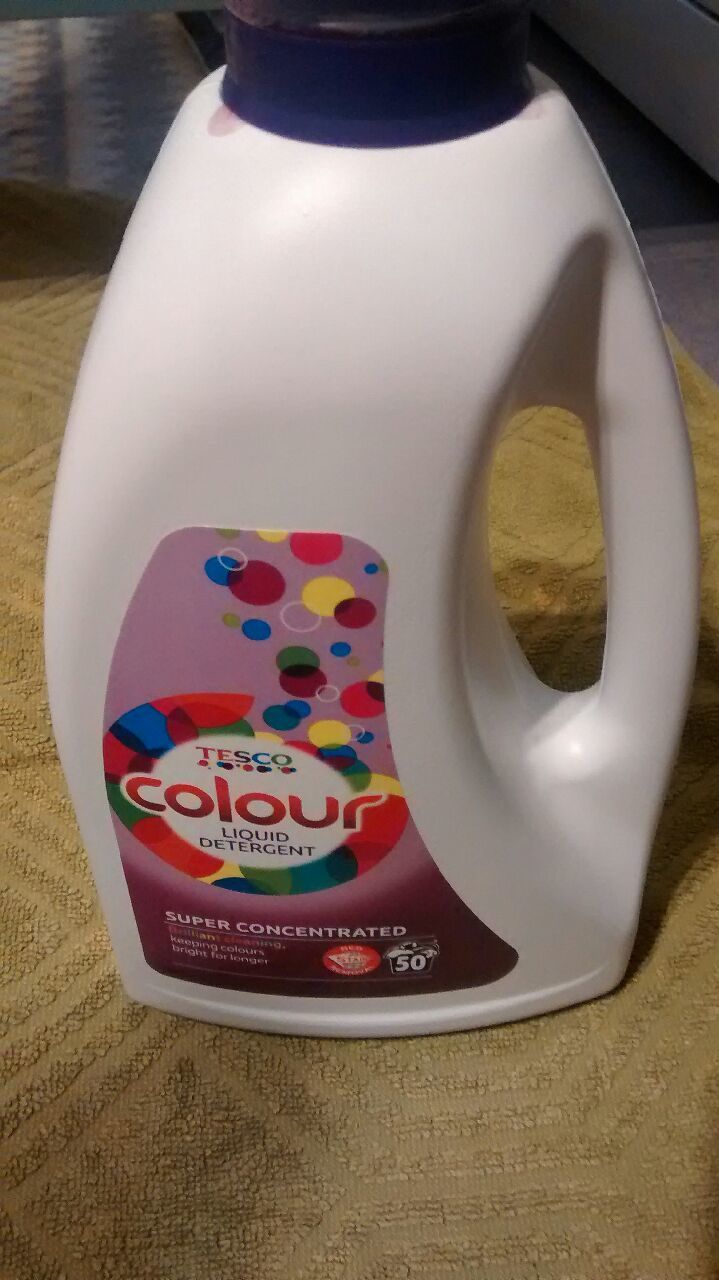 TESCO
colour
LIQUID
DETERGENT
SUPER CONCENTRATED
Brilliant cleaning,
keeping colours
bright for longer
50